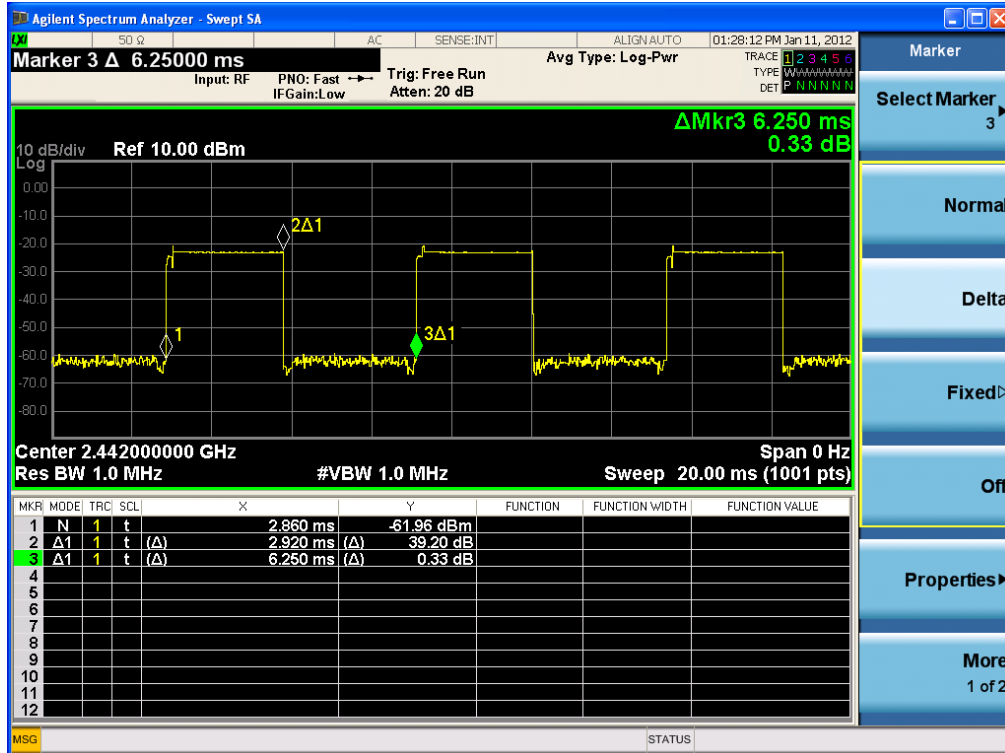 Agilent Spectrum Analyzer - Swept SA
LXI 50 Ω AC SENSE:INT ALIGN AUTO 01:28:12 PM Jan 11, 2012
Marker 3 Δ 6.25000 ms
Input: RF PNO: Fast Trig: Free Run Avg Type: Log-Pwr TRACE 1 2 3 4 5 6
IFGain:Low Atten: 20 dB TYPE
DET P N N N N N
ΔMkr3 6.250 ms
0.33 dB
10 dB/div Ref 10.00 dBm
Log
0.00
-10.0
-20.0
-30.0
-40.0
-50.0
-60.0
-70.0
-80.0
2Δ1
1
3Δ1
Center 2.442000000 GHz Span 0 Hz
Res BW 1.0 MHz #VBW 1.0 MHz Sweep 20.00 ms (1001 pts)
MKR MODE TRC SCL X Y FUNCTION FUNCTION WIDTH FUNCTION VALUE
1 N 1 t 2.860 ms -61.96 dBm
2 Δ1 1 t (Δ) 2.920 ms (Δ) 39.20 dB
3 Δ1 1 t (Δ) 6.250 ms (Δ) 0.33 dB
4
5
6
7
8
9
10
11
12
MSG STATUS
Marker
Select Marker
3
Normal
Delta
Fixed
Off
Properties
More
1 of 2